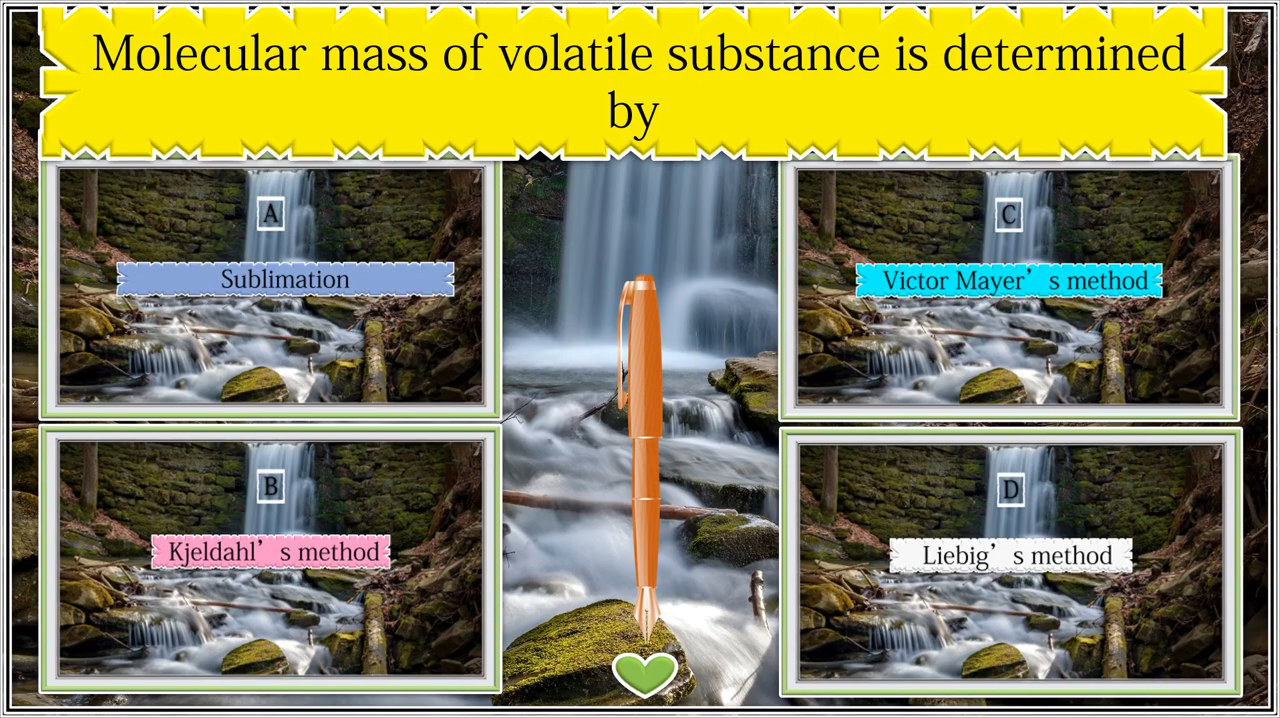 Molecular mass of volatile substance is determined
by
A
Sublimation
B
Kjeldahl’s method
C
Victor Mayer’s method
D
Liebig’s method